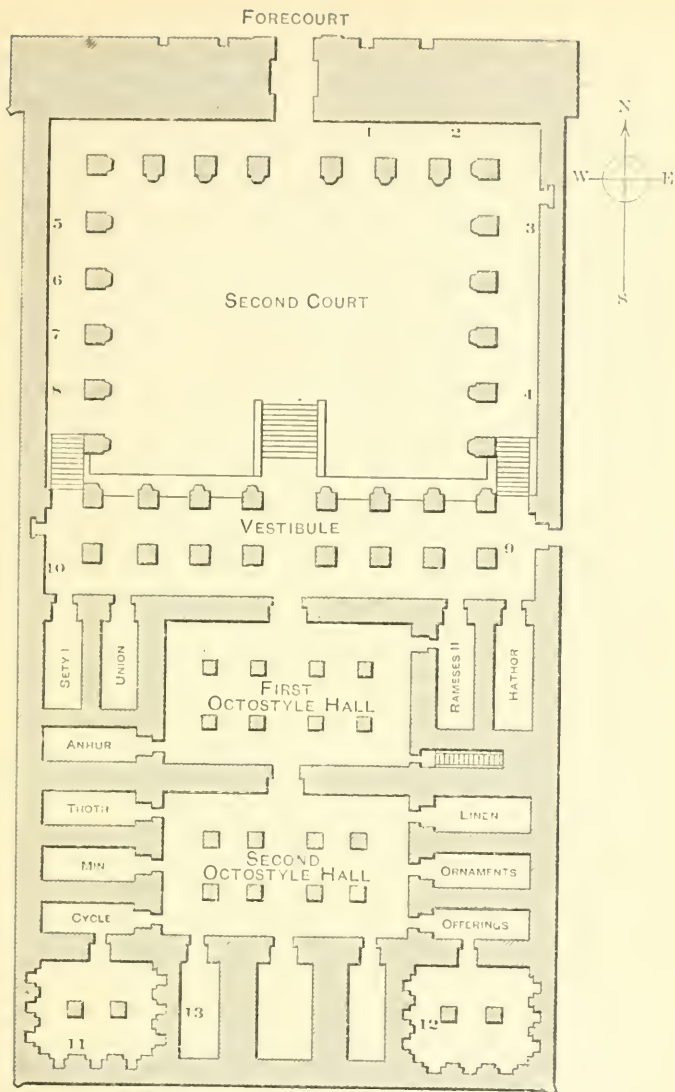 FORECOURT
1 2
N
W E
S
5 3
6
SECOND COURT
7
8 4
VESTIBULE
9
10
SETY I
UNION
RAMESES II
HATHOR
FIRST
OCTOSTYLE HALL
ANHUR
THOTH
LINEN
MIN
SECOND
OCTOSTYLE HALL
ORNAMENTS
CYCLE
OFFERINGS
13
12
11